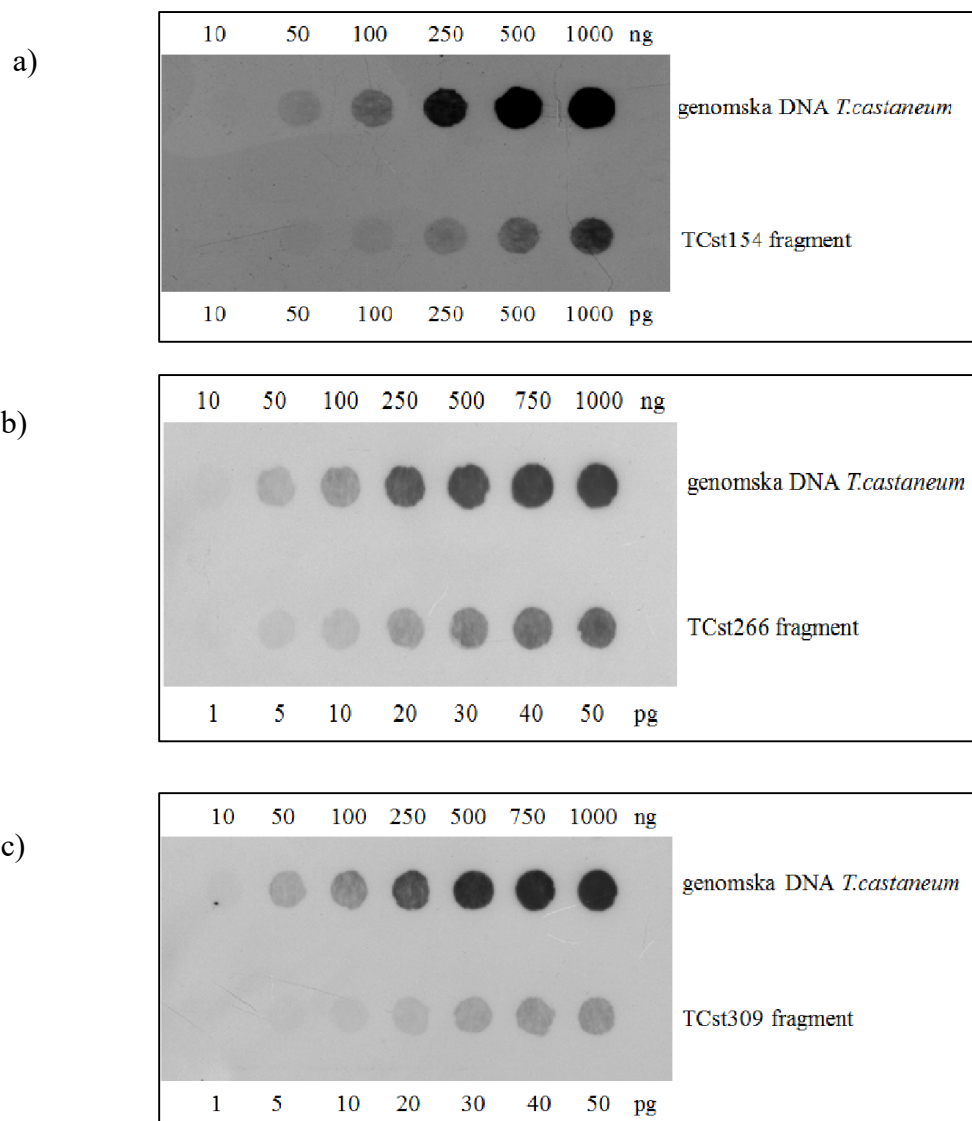 a)
10 50 100 250 500 1000 ng
genomska DNA T.castaneum
TCst154 fragment
10 50 100 250 500 1000 pg
b)
10 50 100 250 500 750 1000 ng
genomska DNA T.castaneum
TCst266 fragment
1 5 10 20 30 40 50 pg
c)
10 50 100 250 500 750 1000 ng
genomska DNA T.castaneum
TCst309 fragment
1 5 10 20 30 40 50 pg